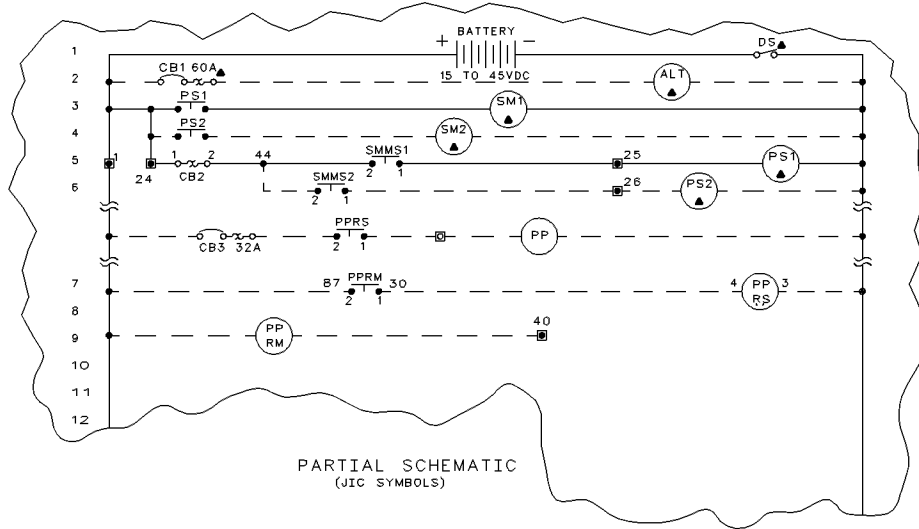 BATTERY
+ −
1 DS▲
CB1 60A▲
15 TO 45VDC
2 ALT▲
PS1
3 SM1▲
PS2
4 SM2▲
5 1 24 1 2 CB2 44 SMMS1 2 1 25 PS1▲
6 SMMS2 2 1 26 PS2▲
CB3 32A PPRS 2 1 PP
7 87 PPRM 30 2 1 4 PP RS 3
8
9 PP RM 40
10
11
12
PARTIAL SCHEMATIC
(JIC SYMBOLS)